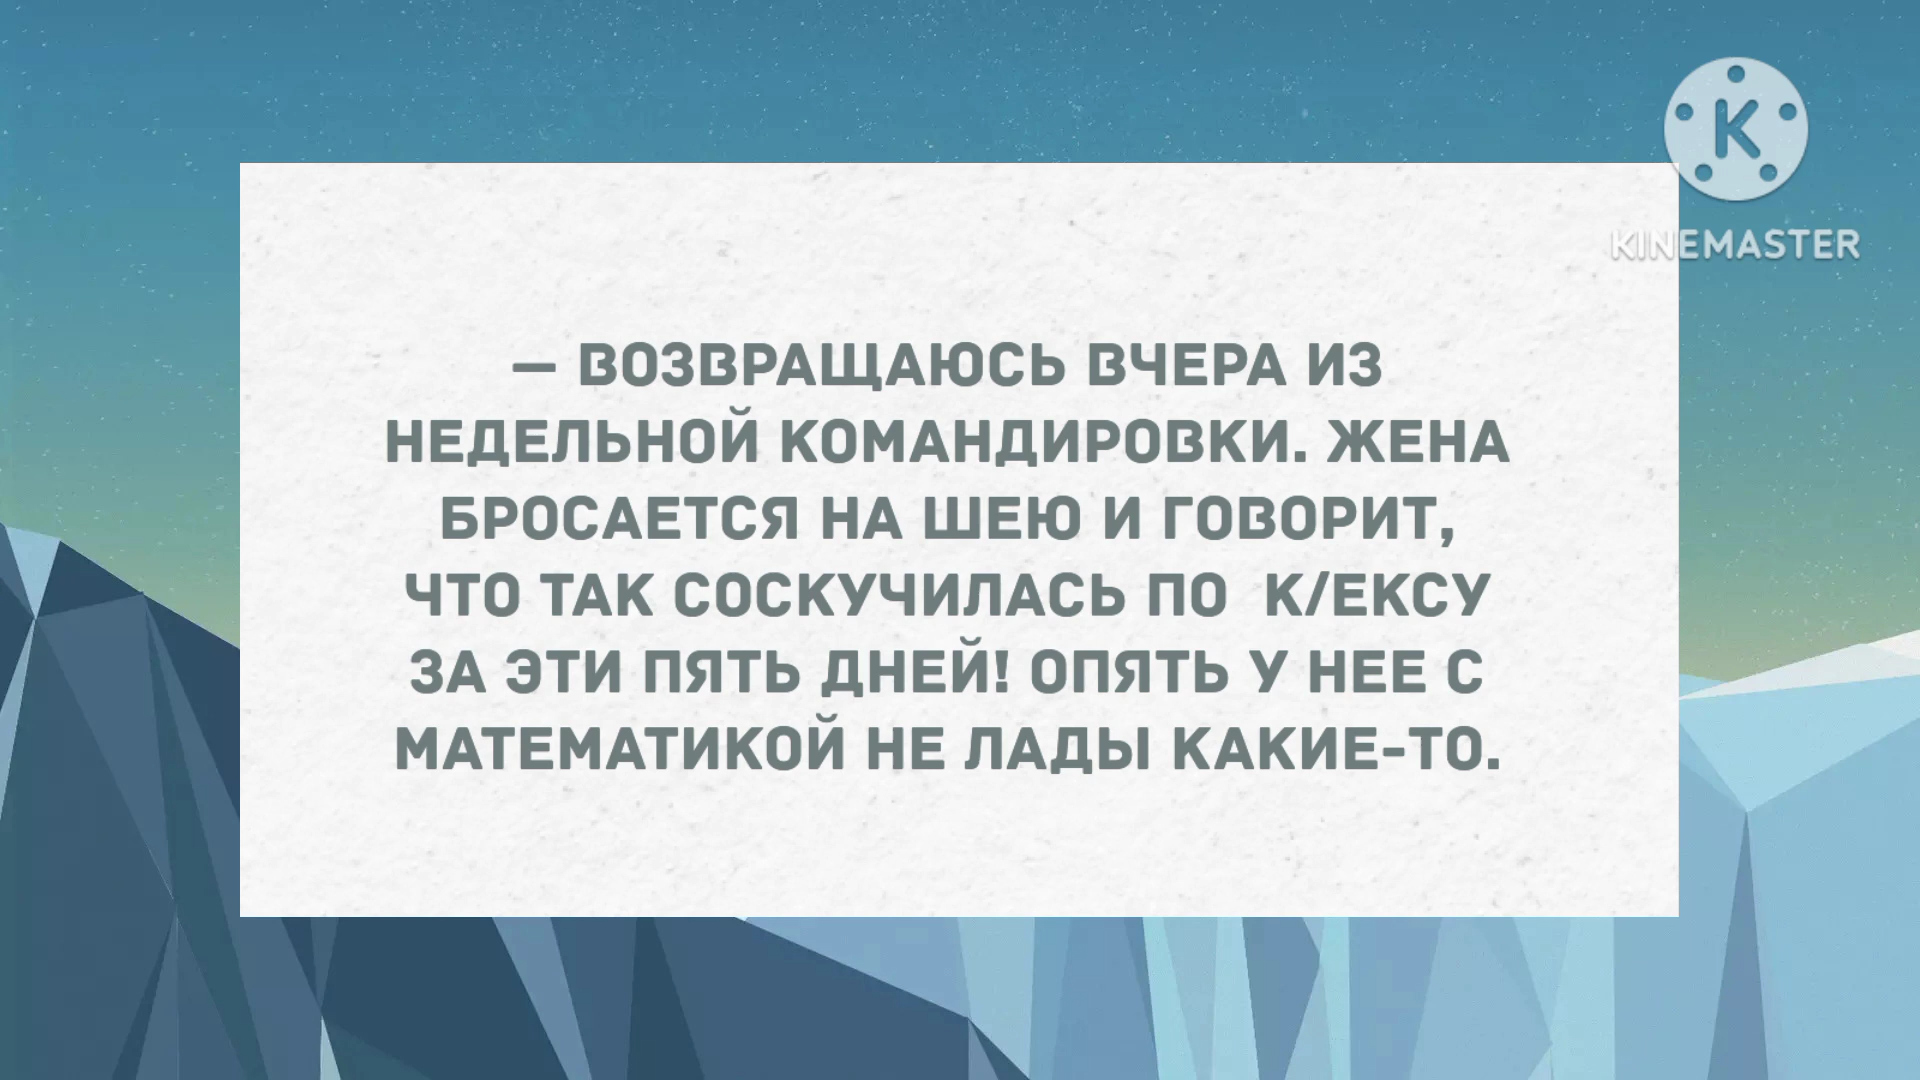 — ВОЗВРАЩАЮСЬ ВЧЕРА ИЗ
НЕДЕЛЬНОЙ КОМАНДИРОВКИ. ЖЕНА
БРОСАЕТСЯ НА ШЕЮ И ГОВОРИТ,
ЧТО ТАК СОСКУЧИЛАСЬ ПО К/ЕКСУ
ЗА ЭТИ ПЯТЬ ДНЕЙ! ОПЯТЬ У НЕЕ С
МАТЕМАТИКОЙ НЕ ЛАДЫ КАКИЕ-ТО.
K
KINEMASTER